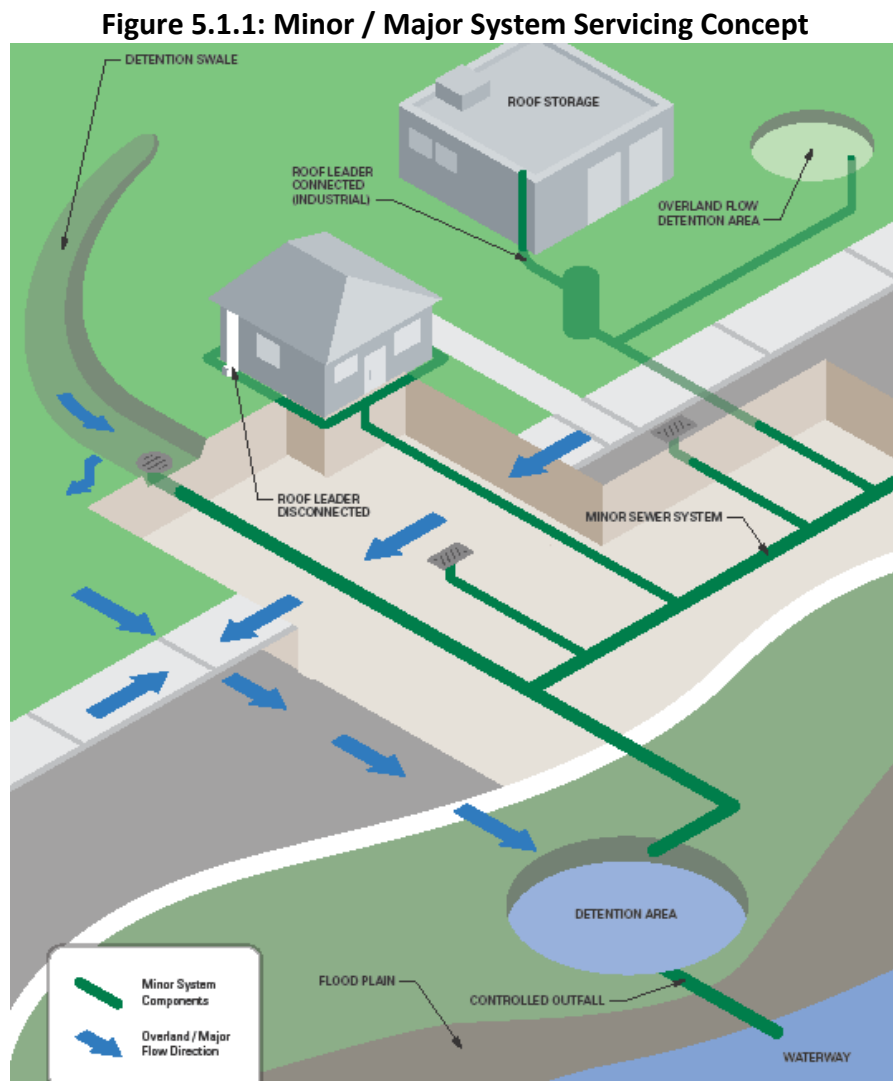 Figure 5.1.1: Minor / Major System Servicing Concept
DETENTION SWALE
ROOF STORAGE
ROOF LEADER
CONNECTED
(INDUSTRIAL)
OVERLAND FLOW
DETENTION AREA
ROOF LEADER
DISCONNECTED
MINOR SEWER SYSTEM
DETENTION AREA
FLOOD PLAIN
CONTROLLED OUTFALL
WATERWAY
Minor System
Components
Overland / Major
Flow Direction